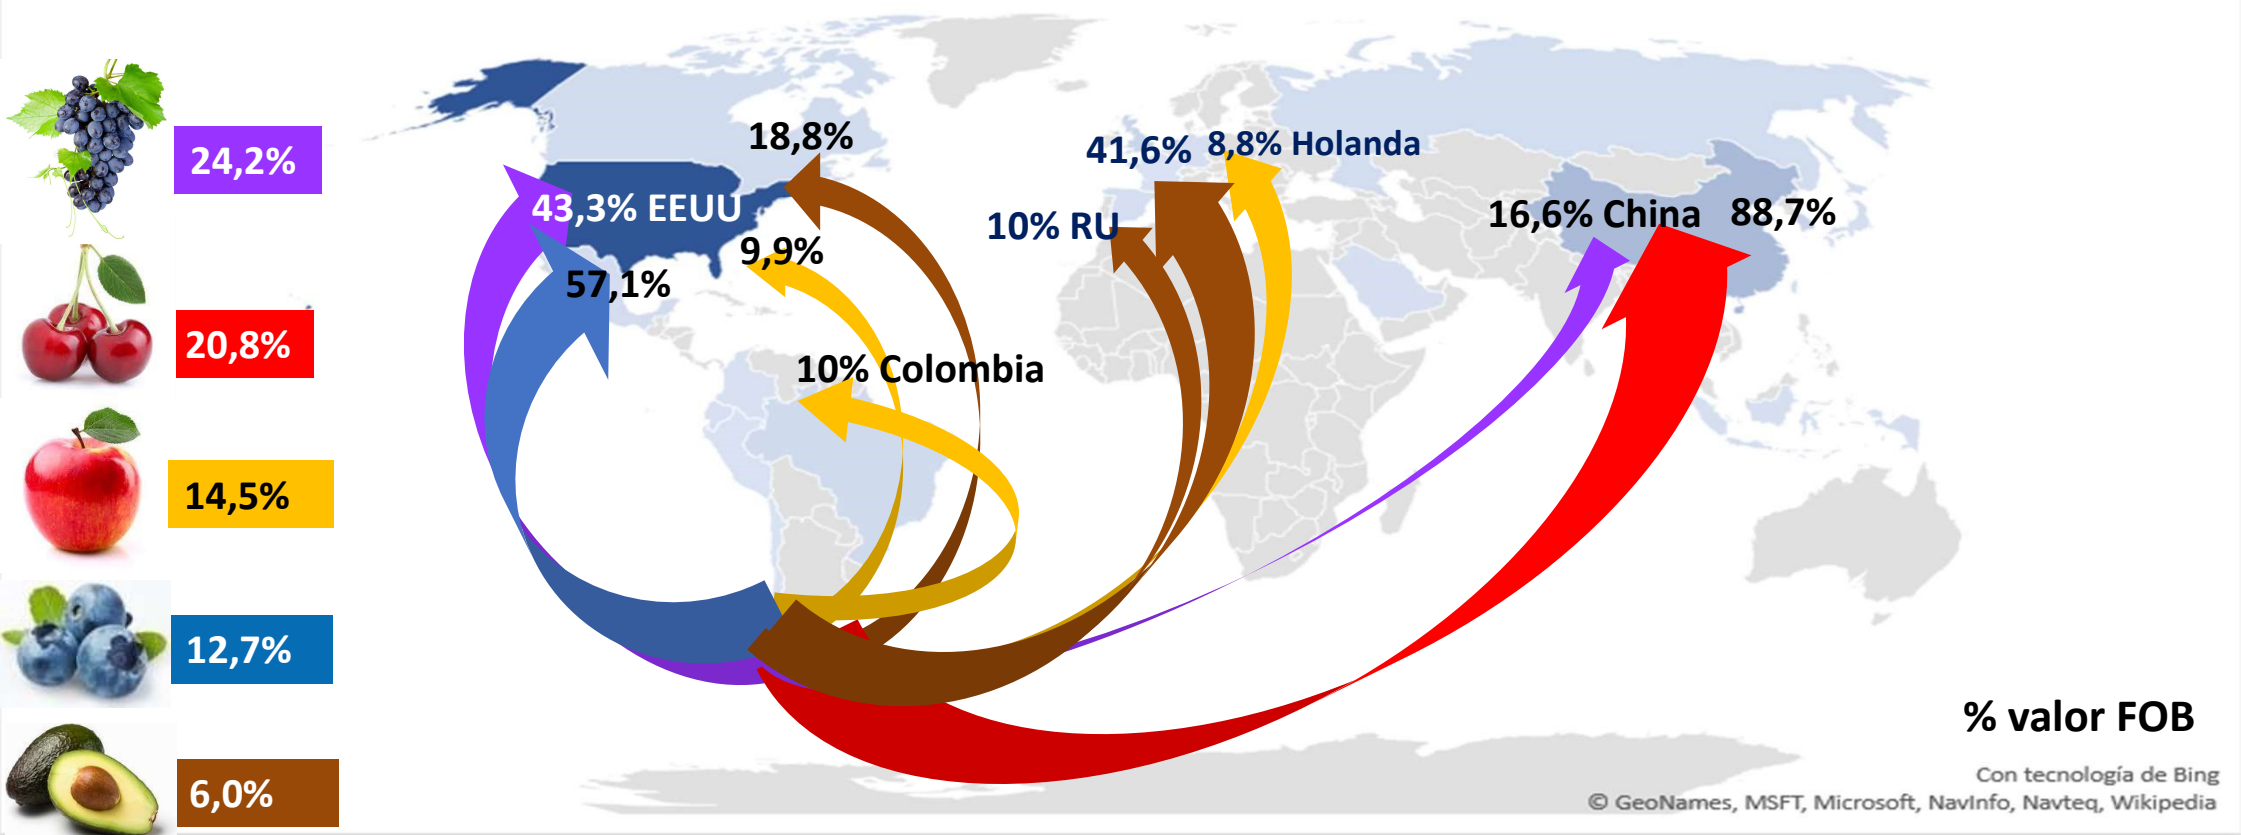 24,2%
20,8%
14,5%
12,7%
6,0%
18,8%
43,3% EEUU
9,9%
57,1%
10% Colombia
41,6%
8,8% Holanda
10% RU
16,6% China
88,7%
% valor FOB
Con tecnología de Bing
© GeoNames, MSFT, Microsoft, NavInfo, Navteq, Wikipedia